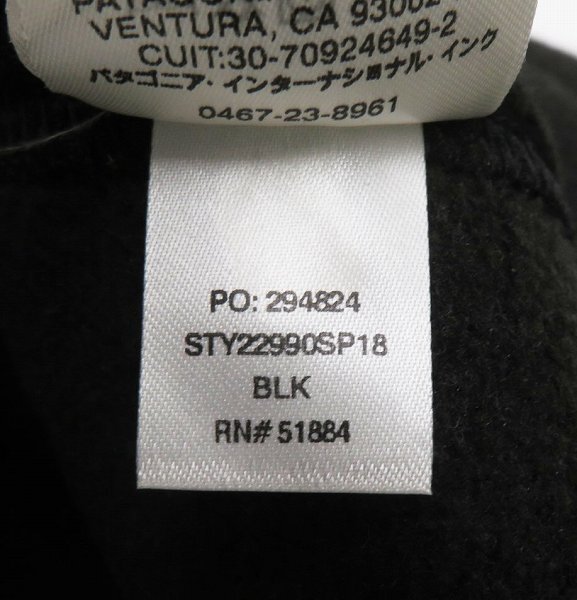 VENTURA, CA
CUIT:30-70924649-2
パタゴニア・インターナショナル・インク
0467-23-8961
PO: 294824
STY22990SP18
BLK
RN# 51884